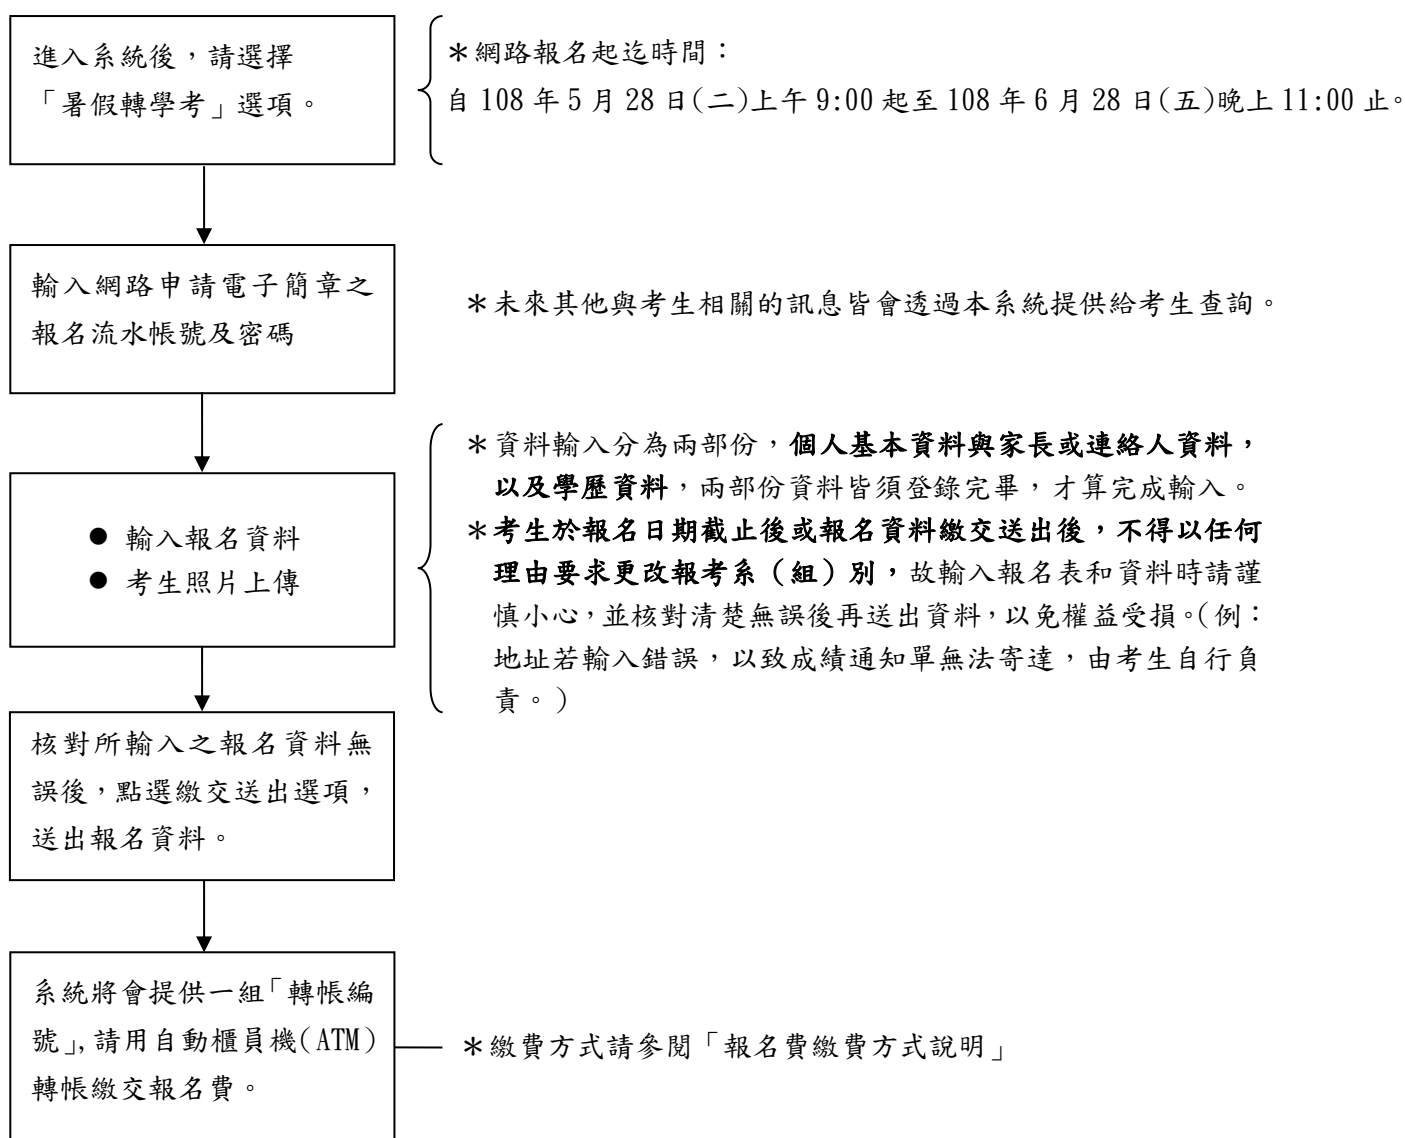 進入系統後，請選擇
「暑假轉學考」選項。
＊網路報名起迄時間：
自 108 年 5 月 28 日(二)上午 9:00 起至 108 年 6 月 28 日(五)晚上 11:00 止。
輸入網路申請電子簡章之
報名流水帳號及密碼
＊未來其他與考生相關的訊息皆會透過本系統提供給考生查詢。
● 輸入報名資料
● 考生照片上傳
＊資料輸入分為兩部份，個人基本資料與家長或連絡人資料，
以及學歷資料，兩部份資料皆須登錄完畢，才算完成輸入。
＊考生於報名日期截止後或報名資料繳交送出後，不得以任何
理由要求更改報考系（組）別，故輸入報名表和資料時請謹
慎小心，並核對清楚無誤後再送出資料，以免權益受損。(例：
地址若輸入錯誤，以致成績通知單無法寄達，由考生自行負
責。)
核對所輸入之報名資料無
誤後，點選繳交送出選項，
送出報名資料。
系統將會提供一組「轉帳編
號」，請用自動櫃員機(ATM)
轉帳繳交報名費。
＊繳費方式請參閱「報名費繳費方式說明」